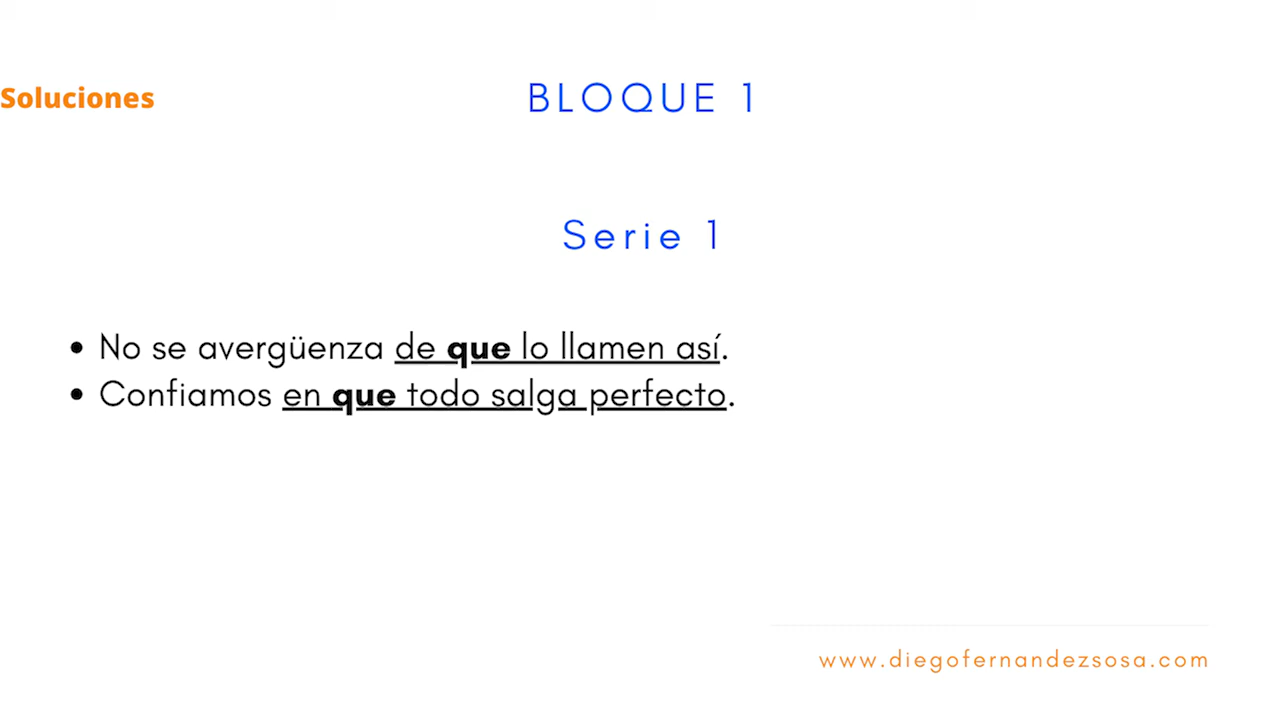 Soluciones
BLOQUE 1
Serie 1
• No se avergüenza de que lo llamen así.
• Confiamos en que todo salga perfecto.
www.diegofernandezsosa.com